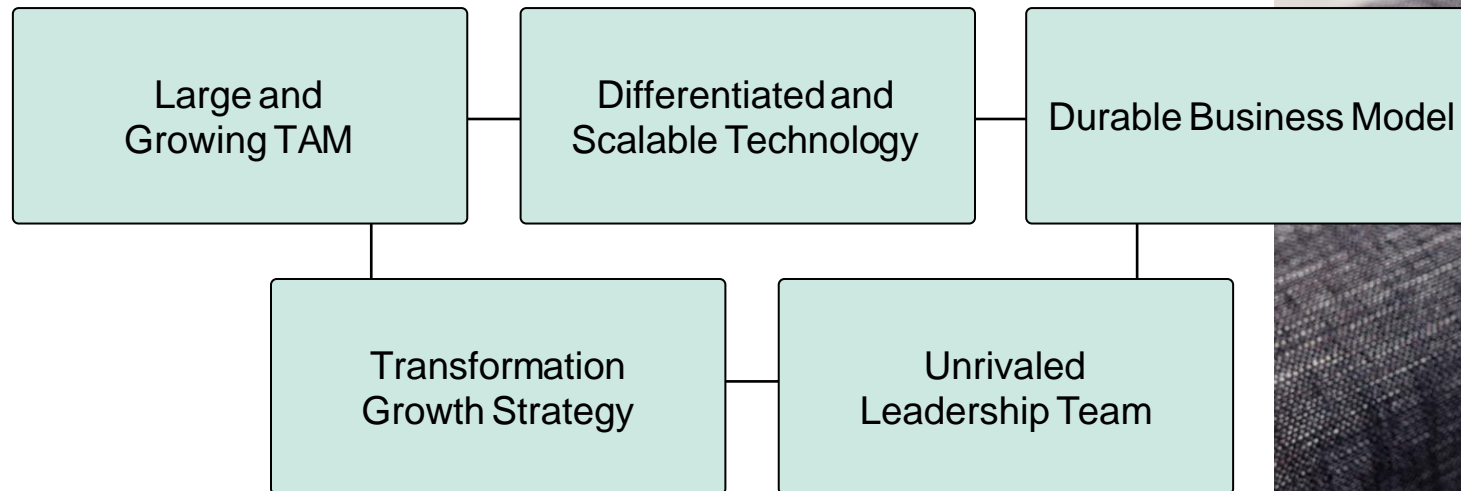 Large and
Growing TAM
Differentiated and
Scalable Technology
Durable Business Model
Transformation
Growth Strategy
Unrivaled
Leadership Team